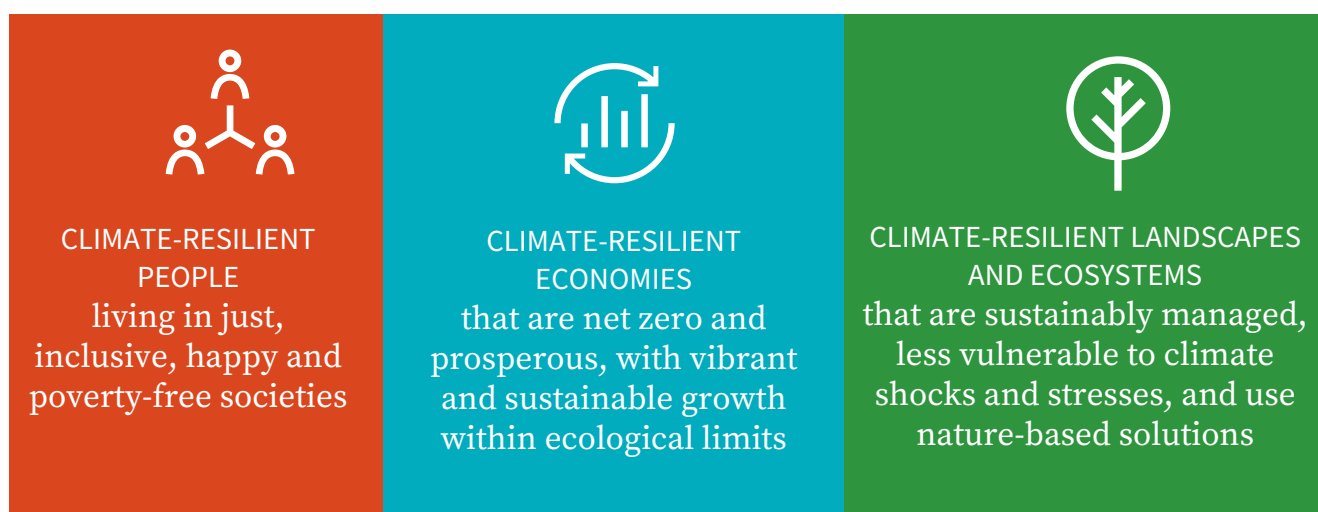 CLIMATE-RESILIENT
PEOPLE
living in just,
inclusive, happy and
poverty-free societies
CLIMATE-RESILIENT
ECONOMIES
that are net zero and
prosperous, with vibrant
and sustainable growth
within ecological limits
CLIMATE-RESILIENT LANDSCAPES
AND ECOSYSTEMS
that are sustainably managed,
less vulnerable to climate
shocks and stresses, and use
nature-based solutions